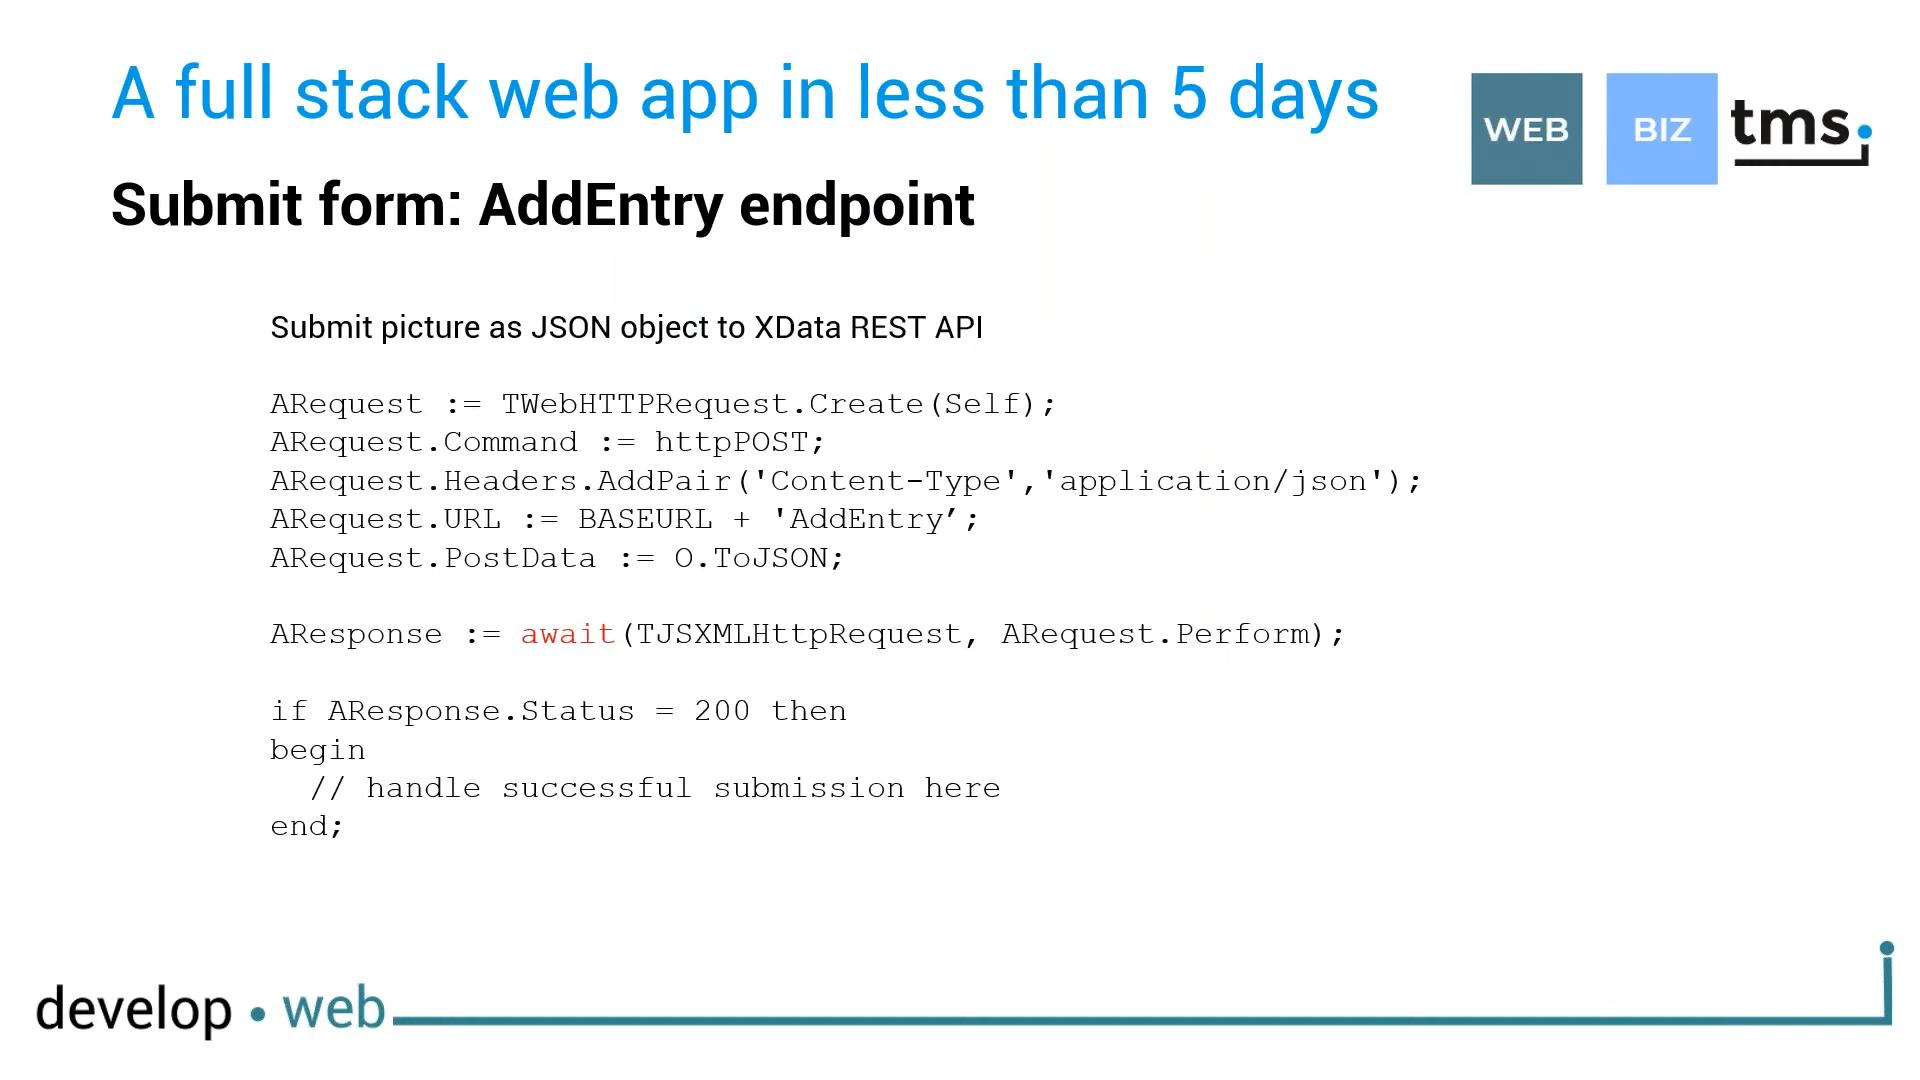 A full stack web app in less than 5 days
WEB BIZ tms.
Submit form: AddEntry endpoint
Submit picture as JSON object to XData REST API
ARequest := TWebHTTPRequest.Create(Self);
ARequest.Command := httpPOST;
ARequest.Headers.AddPair('Content-Type','application/json');
ARequest.URL := BASEURL + 'AddEntry’;
ARequest.PostData := O.ToJSON;
AResponse := await(TJSXMLHttpRequest, ARequest.Perform);
if AResponse.Status = 200 then
begin
  // handle successful submission here
end;
develop • web